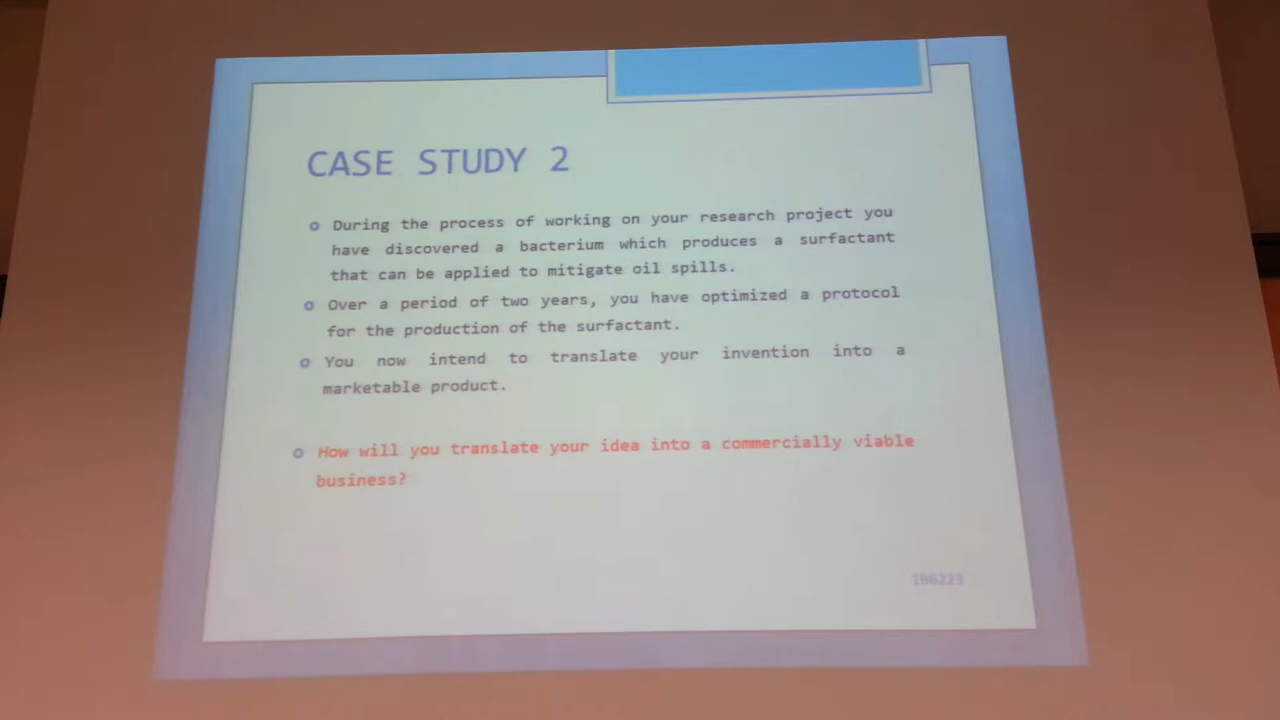 CASE STUDY 2
During the process of working on your research project you
have discovered a bacterium which produces a surfactant
that can be applied to mitigate oil spills.
Over a period of two years, you have optimized a protocol
for the production of the surfactant.
You now intend to translate your invention into a
marketable product.
How will you translate your idea into a commercially viable
business?
IB6223